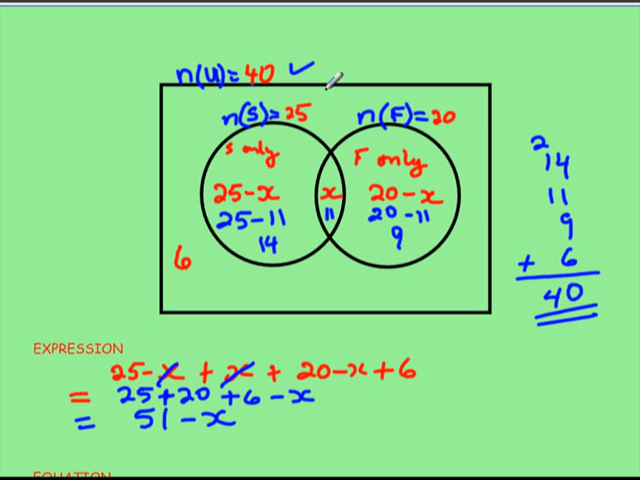 n(U)=40 ✓
n(S)=25 n(F)=20
S only F only
25-x x 20-x
25-11 11 20-11
14 9
6
2
14
11
9
+ 6
40
EXPRESSION
25-x + x + 20-x+6
= 25+20+6-x
= 51-x
EQUATION